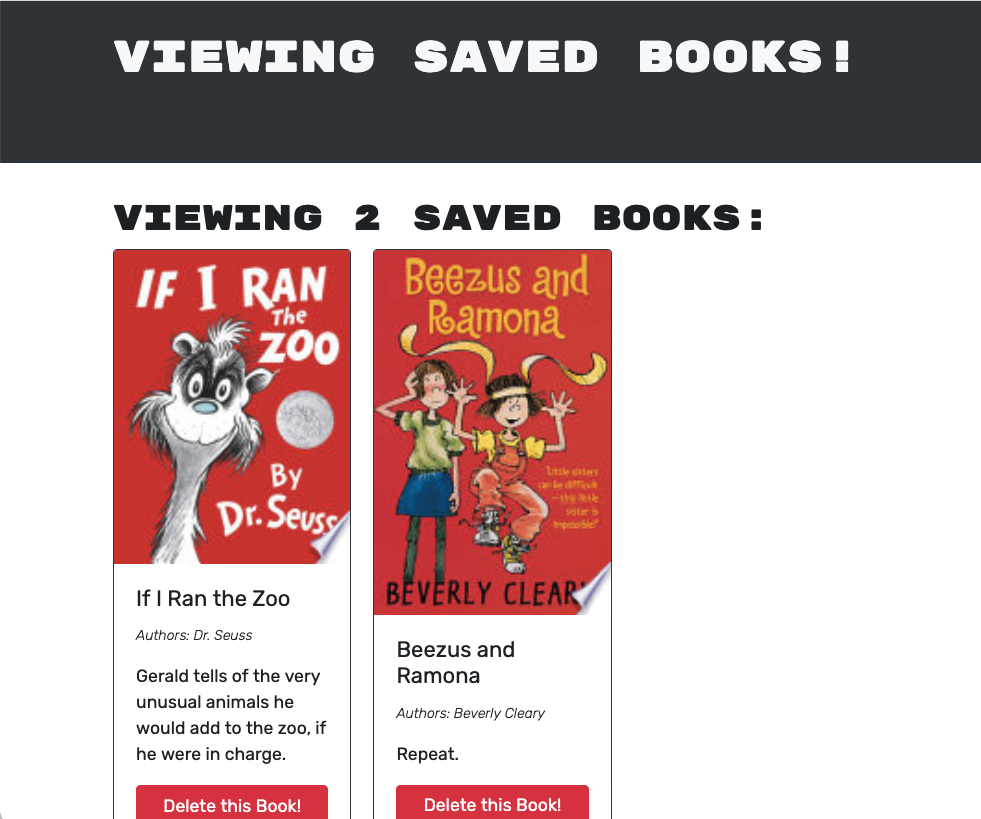 VIEWING SAVED BOOKS!
VIEWING 2 SAVED BOOKS:
IF I RAN
The
ZOO
By
Dr. Seuss
If I Ran the Zoo
Authors: Dr. Seuss
Gerald tells of the very
unusual animals he
would add to the zoo, if
he were in charge.
Delete this Book!
Beezus and
Ramona
"Little sisters
can be difficult
—this little
sister is
impossible!"
BEVERLY CLEARY
Beezus and
Ramona
Authors: Beverly Cleary
Repeat.
Delete this Book!